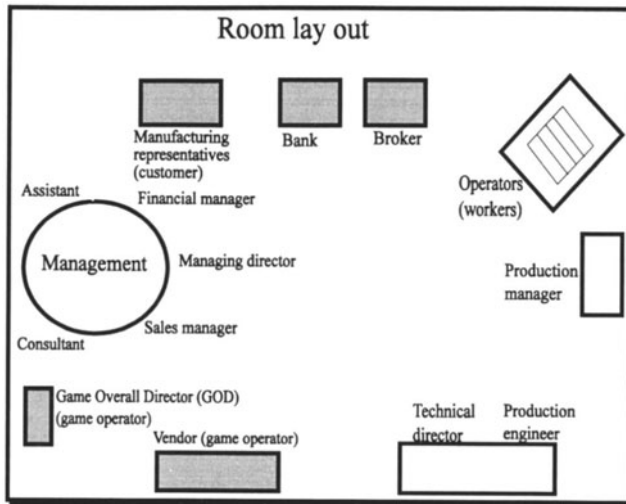 Room lay out
Manufacturing
representatives
(customer)
Bank
Broker
Operators
(workers)
Assistant
Financial manager
Management
Managing director
Production
manager
Sales manager
Consultant
Game Overall Director (GOD)
(game operator)
Vendor (game operator)
Technical
director
Production
engineer